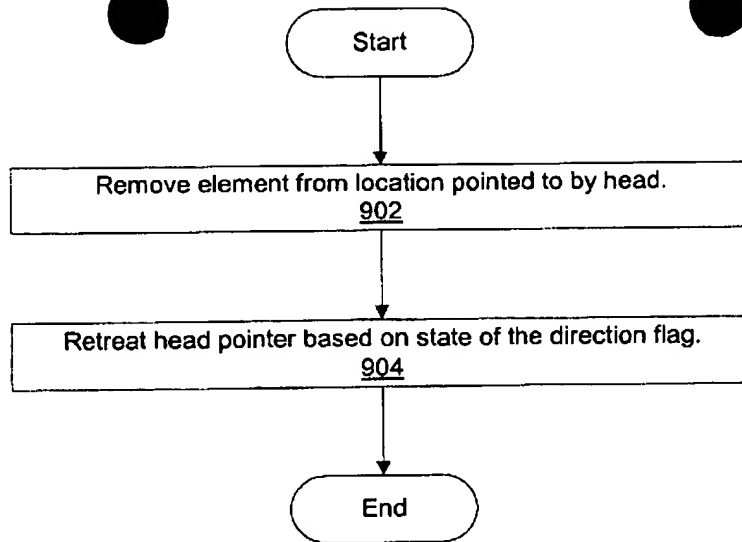 Start
Remove element from location pointed to by head.
902
Retreat head pointer based on state of the direction flag.
904
End